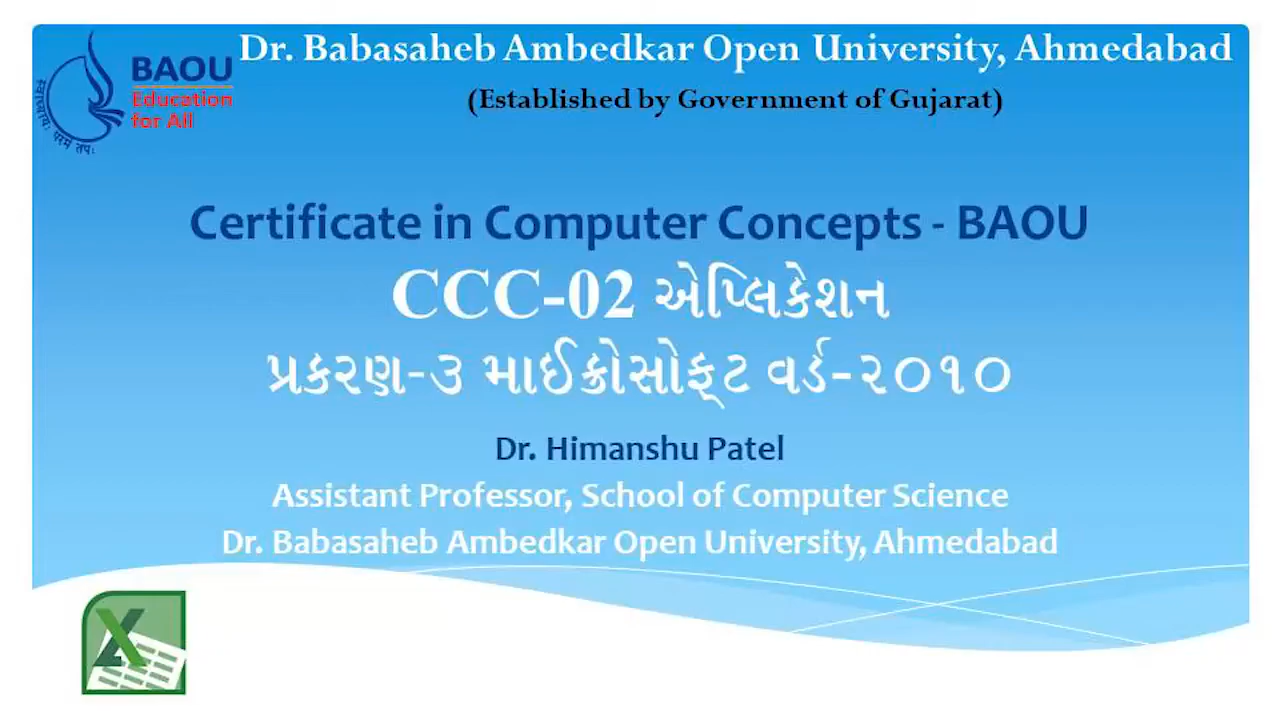 Dr. Babasaheb Ambedkar Open University, Ahmedabad
(Established by Government of Gujarat)
BAOU
Education
for All
स्वाध्यायः परमं तपः
Certificate in Computer Concepts - BAOU
CCC-02 એપ્લિકેશન
પ્રકરણ-૩ માઈક્રોસોફ્ટ વર્ડ-૨૦૧૦
Dr. Himanshu Patel
Assistant Professor, School of Computer Science
Dr. Babasaheb Ambedkar Open University, Ahmedabad